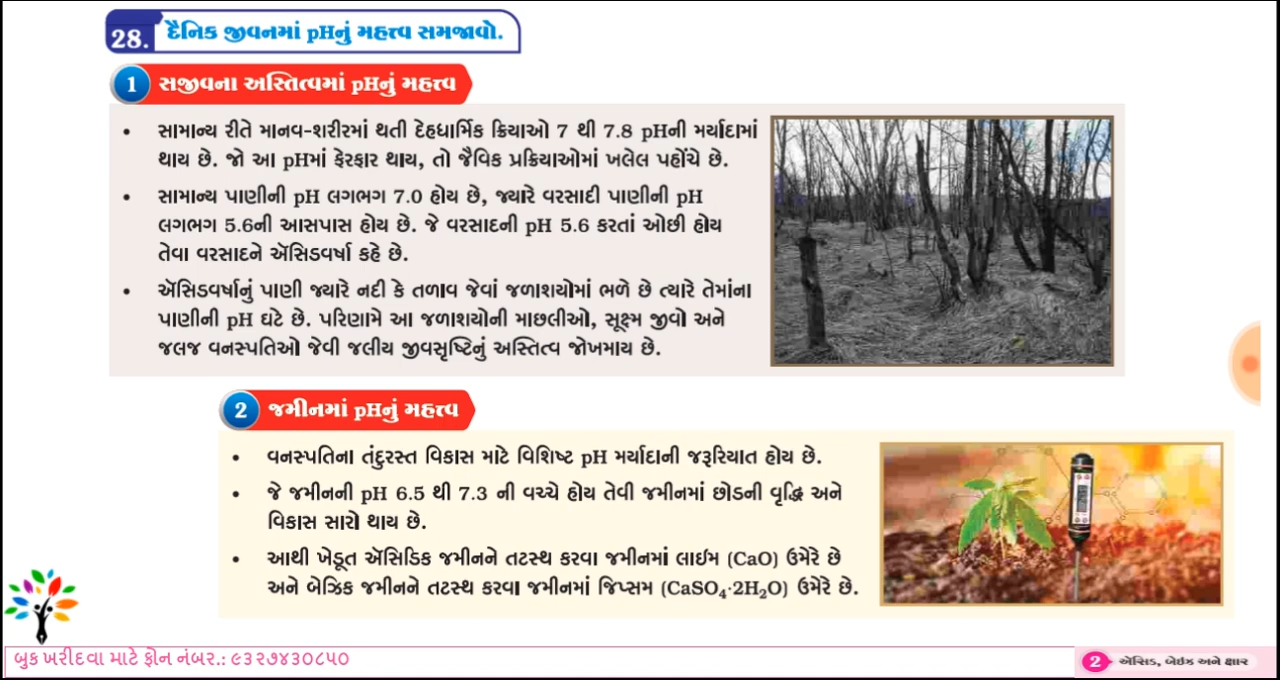 28. દૈનિક જીવનમાં pHનું મહત્ત્વ સમજાવો.
1 સજીવના અસ્તિત્વમાં pHનું મહત્ત્વ
• સામાન્ય રીતે માનવ-શરીરમાં થતી દેહધાર્મિક ક્રિયાઓ 7 થી 7.8 pHની મર્યાદામાં
થાય છે. જો આ pHમાં ફેરફાર થાય, તો જૈવિક પ્રક્રિયાઓમાં ખલેલ પહોંચે છે.
• સામાન્ય પાણીની pH લગભગ 7.0 હોય છે, જ્યારે વરસાદી પાણીની pH
લગભગ 5.6ની આસપાસ હોય છે. જે વરસાદની pH 5.6 કરતાં ઓછી હોય
તેવા વરસાદને ઍસિડવર્ષા કહે છે.
• ઍસિડવર્ષાનું પાણી જ્યારે નદી કે તળાવ જેવાં જળાશયોમાં ભળે છે ત્યારે તેમાંના
પાણીની pH ઘટે છે. પરિણામે આ જળાશયોની માછલીઓ, સૂક્ષ્મ જીવો અને
જલજ વનસ્પતિઓ જેવી જલીય જીવસૃષ્ટિનું અસ્તિત્વ જોખમાય છે.
2 જમીનમાં pHનું મહત્ત્વ
• વનસ્પતિના તંદુરસ્ત વિકાસ માટે વિશિષ્ટ pH મર્યાદાની જરૂરિયાત હોય છે.
• જે જમીનની pH 6.5 થી 7.3 ની વચ્ચે હોય તેવી જમીનમાં છોડની વૃદ્ધિ અને
વિકાસ સારો થાય છે.
• આથી ખેડૂત ઍસિડિક જમીનને તટસ્થ કરવા જમીનમાં લાઇમ (CaO) ઉમેરે છે
અને બેઝિક જમીનને તટસ્થ કરવા જમીનમાં જિપ્સમ (CaSO₄·2H₂O) ઉમેરે છે.
બુક ખરીદવા માટે ફોન નંબર.: ૯૩૨૭૪૩૦૮૫૦
2 ઍસિડ, બેઇઝ અને ક્ષાર